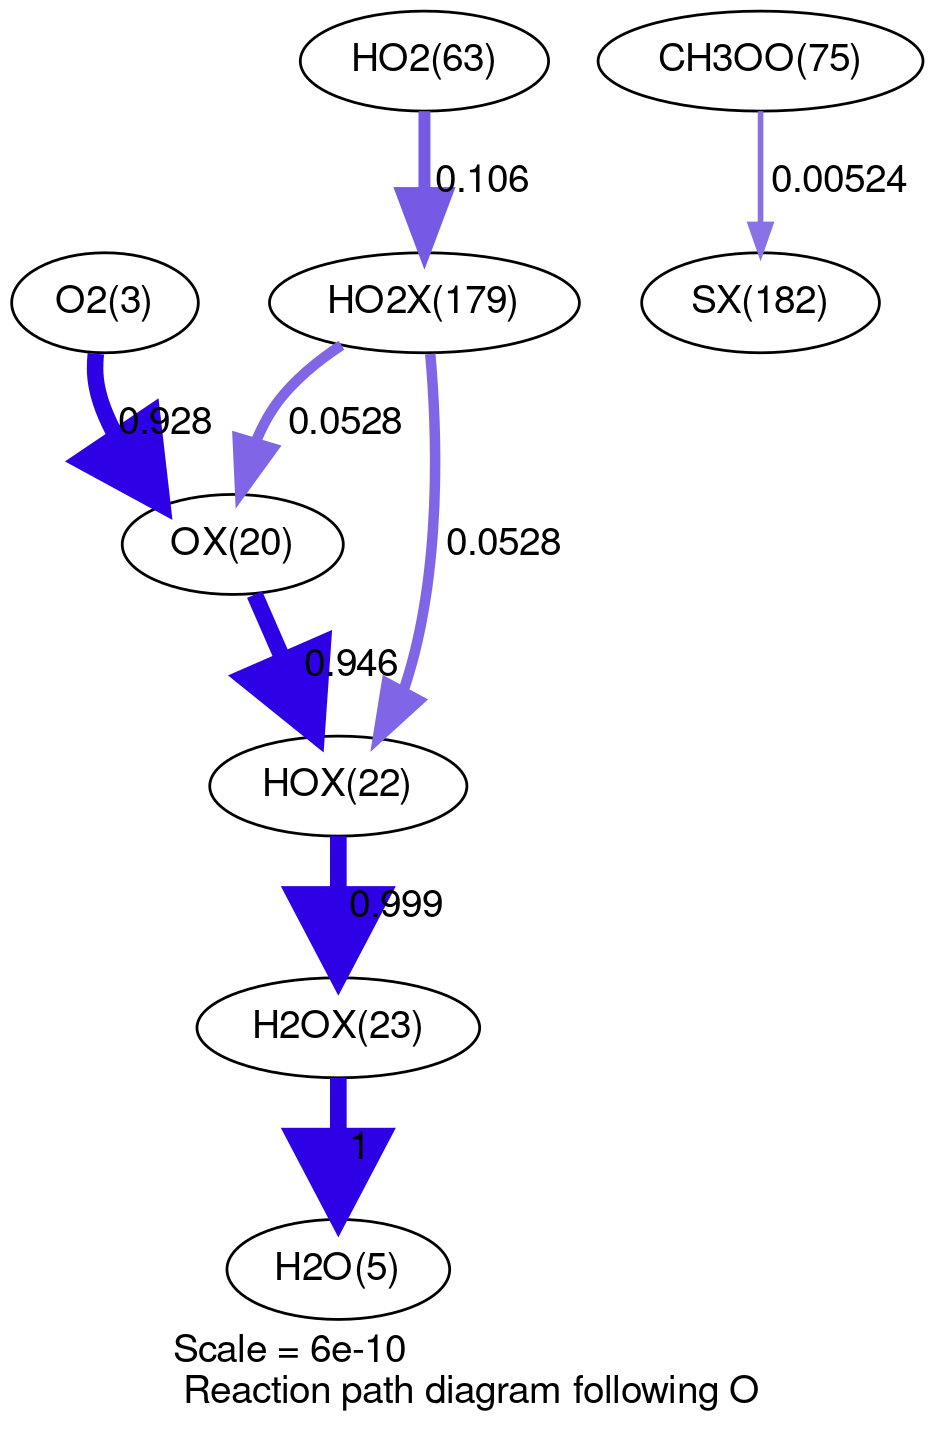 HO2(63)
CH3OO(75)
0.106
0.00524
O2(3)
HO2X(179)
SX(182)
0.928
0.0528
OX(20)
0.0528
0.946
HOX(22)
0.999
H2OX(23)
1
H2O(5)
Scale = 6e-10
Reaction path diagram following O